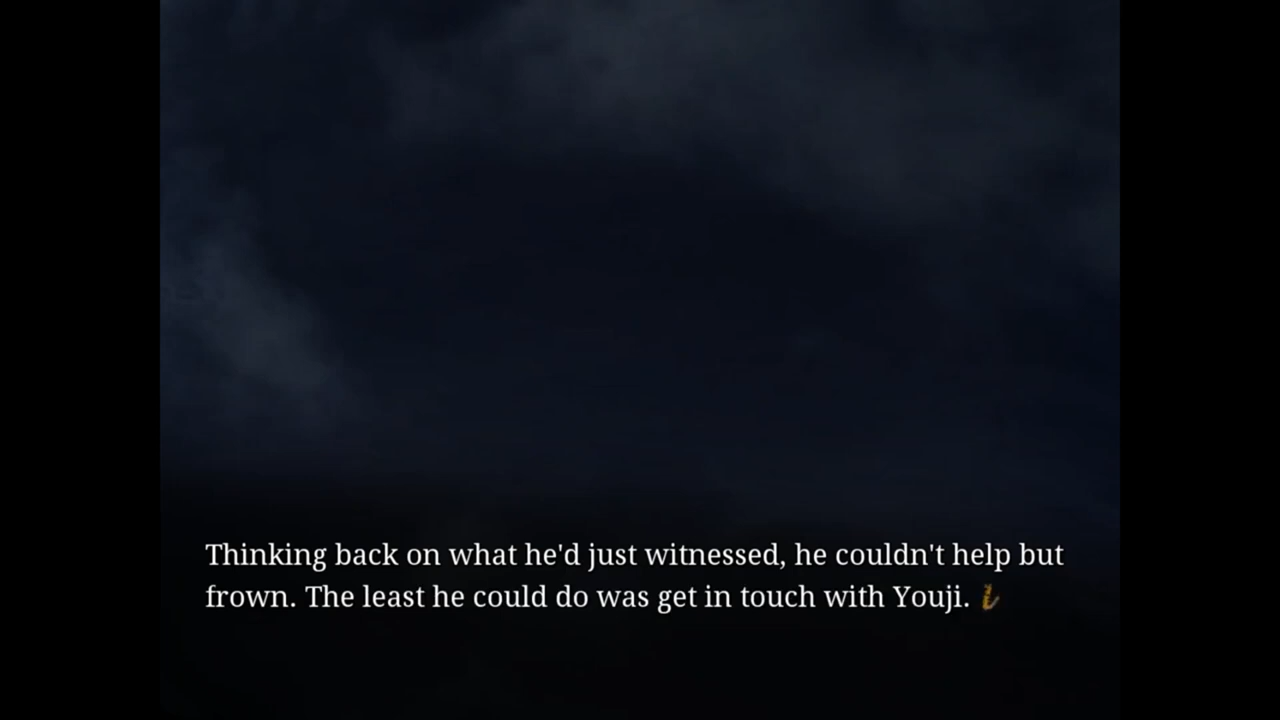 Thinking back on what he'd just witnessed, he couldn't help but
frown. The least he could do was get in touch with Youji.